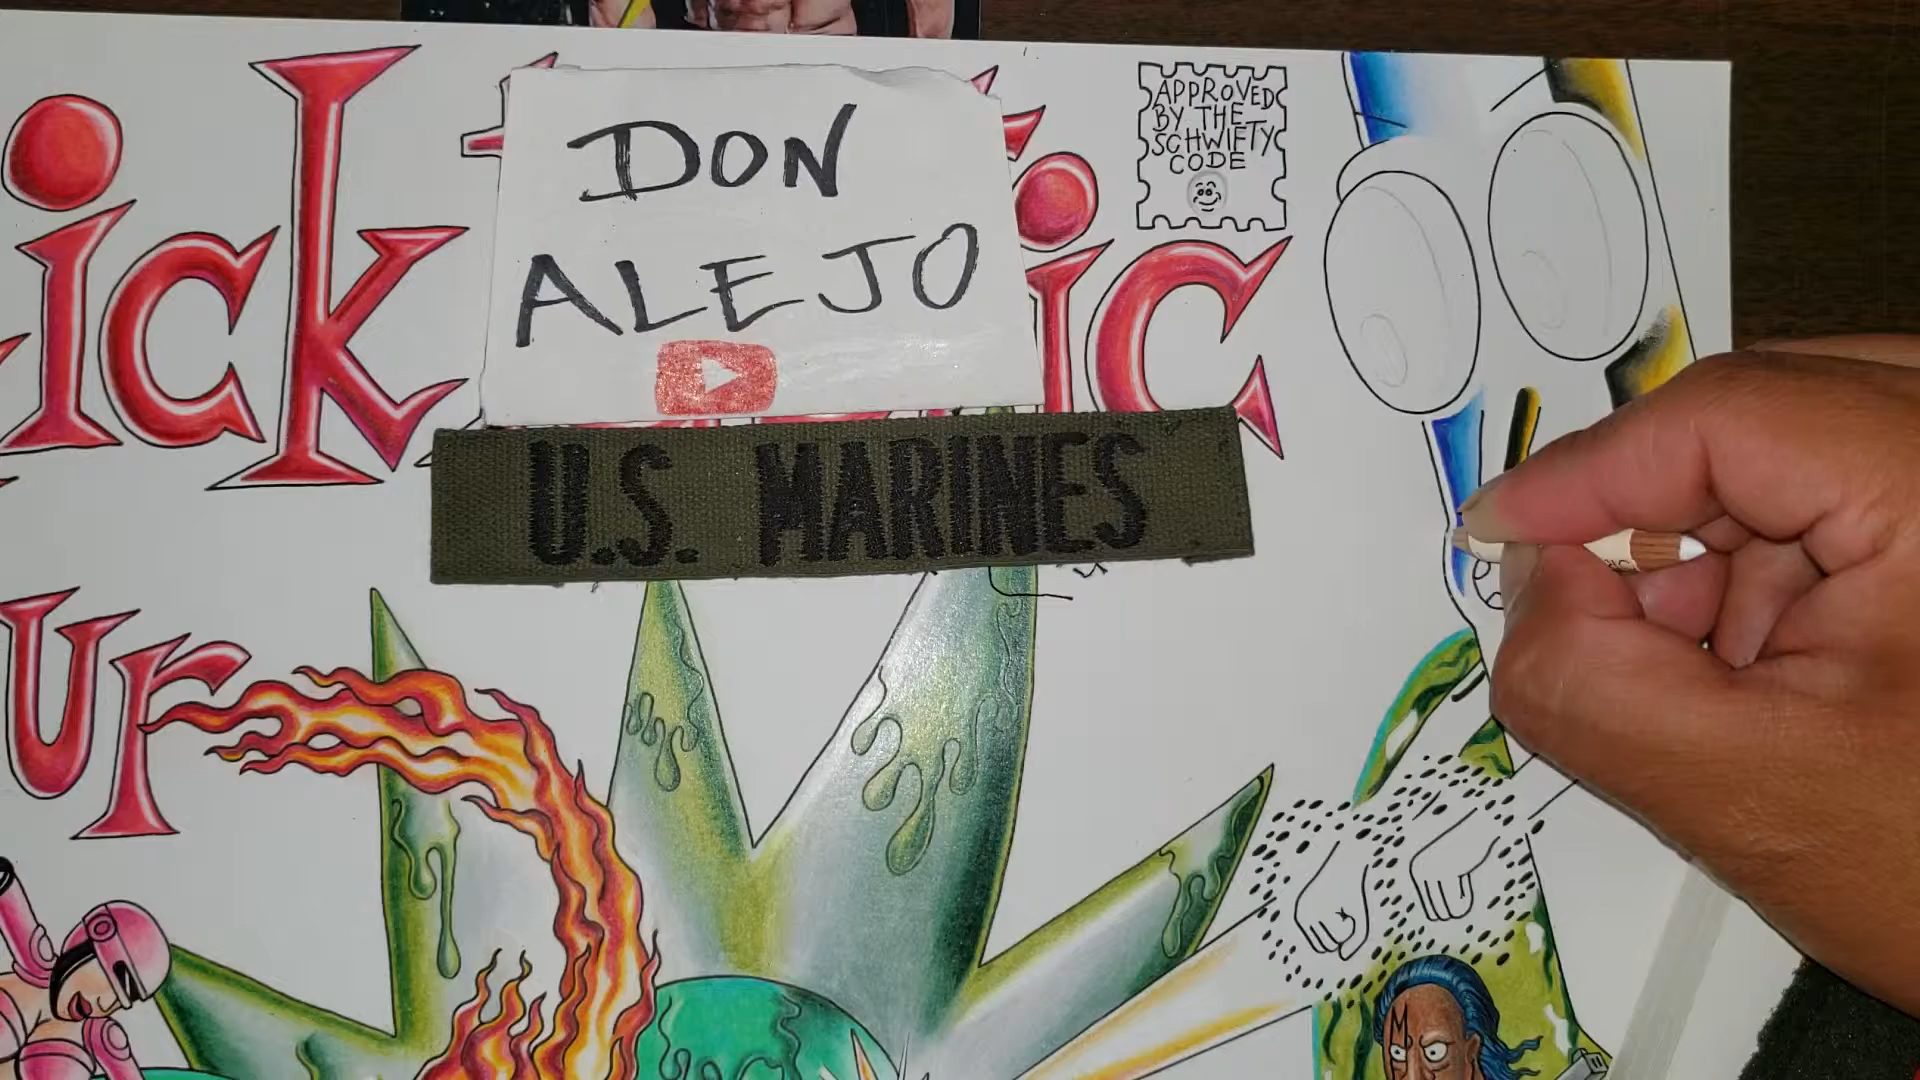 DON
ALEJO
U.S. MARINES
APPROVED
BY THE
SCHWIFTY
CODE
ick
ic
ur